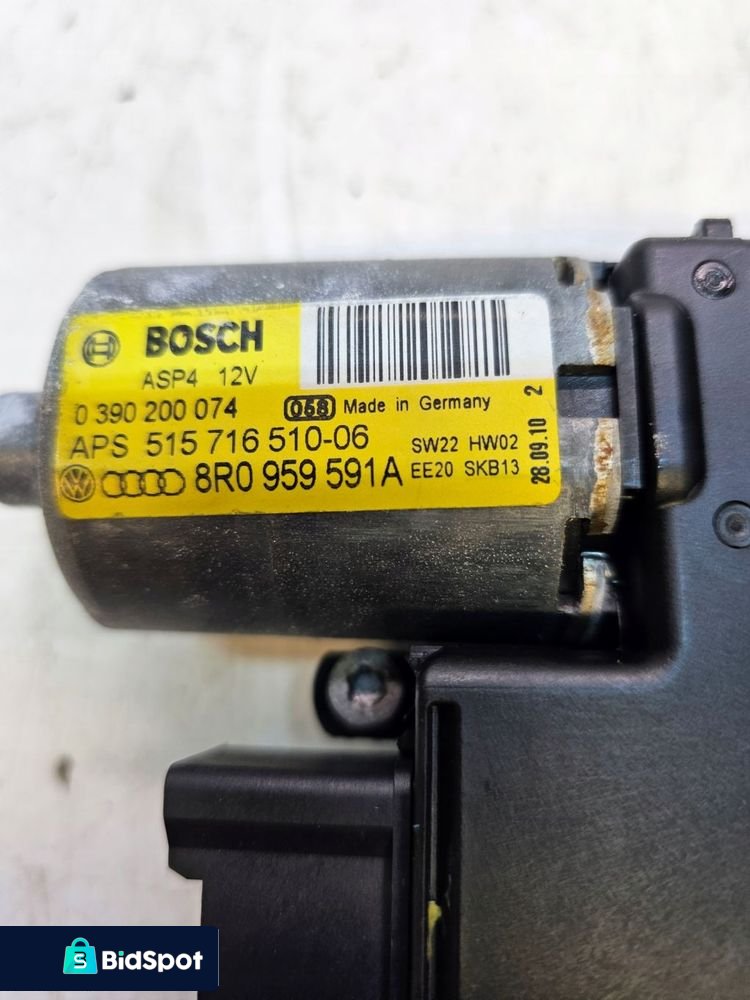 BOSCH
ASP4 12V
0 390 200 074
068 Made in Germany
APS 515 716 510-06
SW22 HW02
8R0 959 591A
EE20 SKB13
28.09.10 2
BidSpot